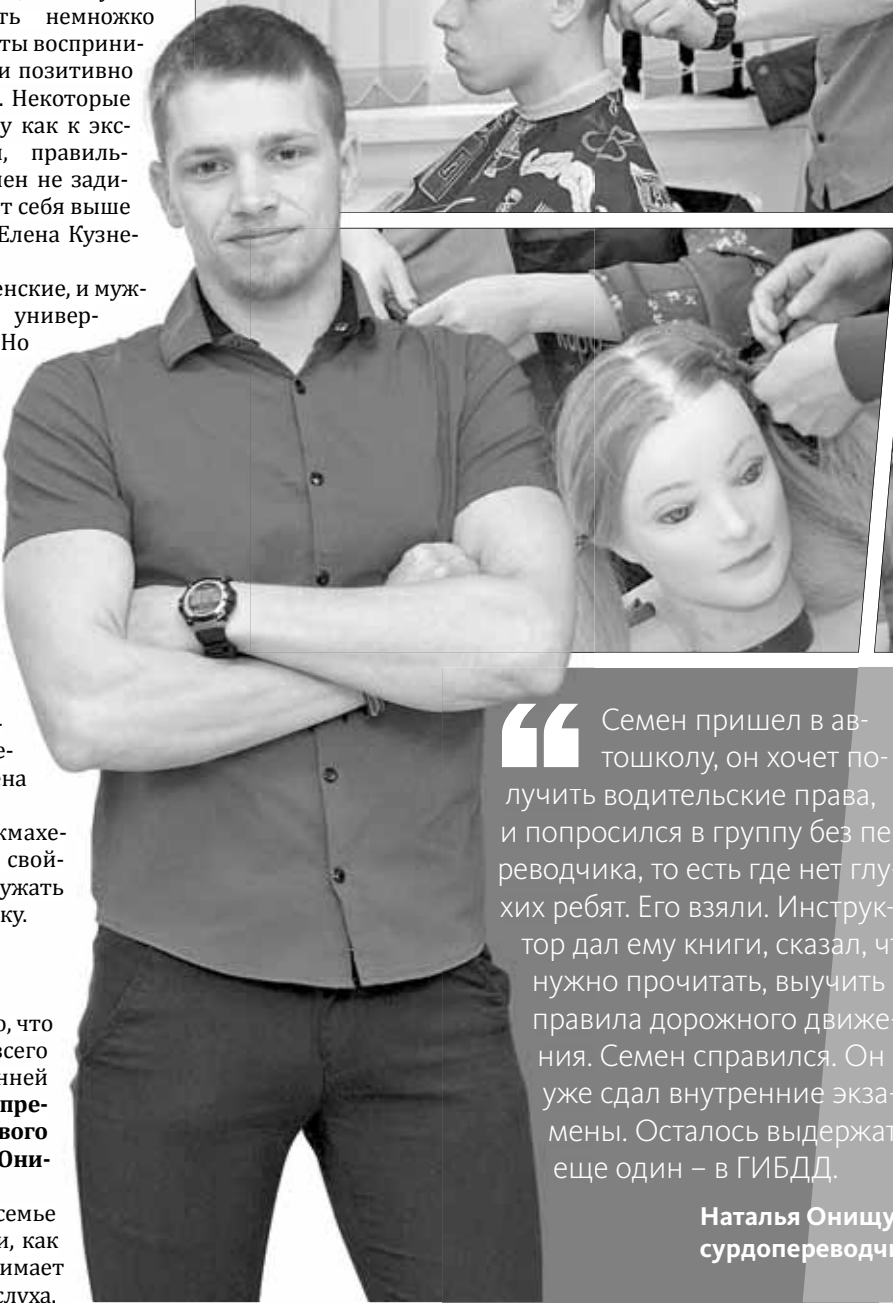 ть немножко
ты восприни-
и позитивно
. Некоторые
у как к экс-
, правиль-
ен не зади-
т себя выше
Елена Кузне-
енские, и муж-
универ-
Но
е-
ена
кмахе-
свой-
ужать
ку.
о, что
всего
нней
пре-
вого
Они-
семье
и, как
нимает
слуха.
“ Семен пришел в ав-
тошколу, он хочет по-
лучить водительские права,
и попросился в группу без пе-
реводчика, то есть где нет глу-
хих ребят. Его взяли. Инструк-
тор дал ему книги, сказал, чт
нужно прочитать, выучить
правила дорожного движе-
ния. Семен справился. Он
уже сдал внутренние экза-
мены. Осталось выдержат
еще один – в ГИБДД.
Наталья Онищу
сурдопереводчи